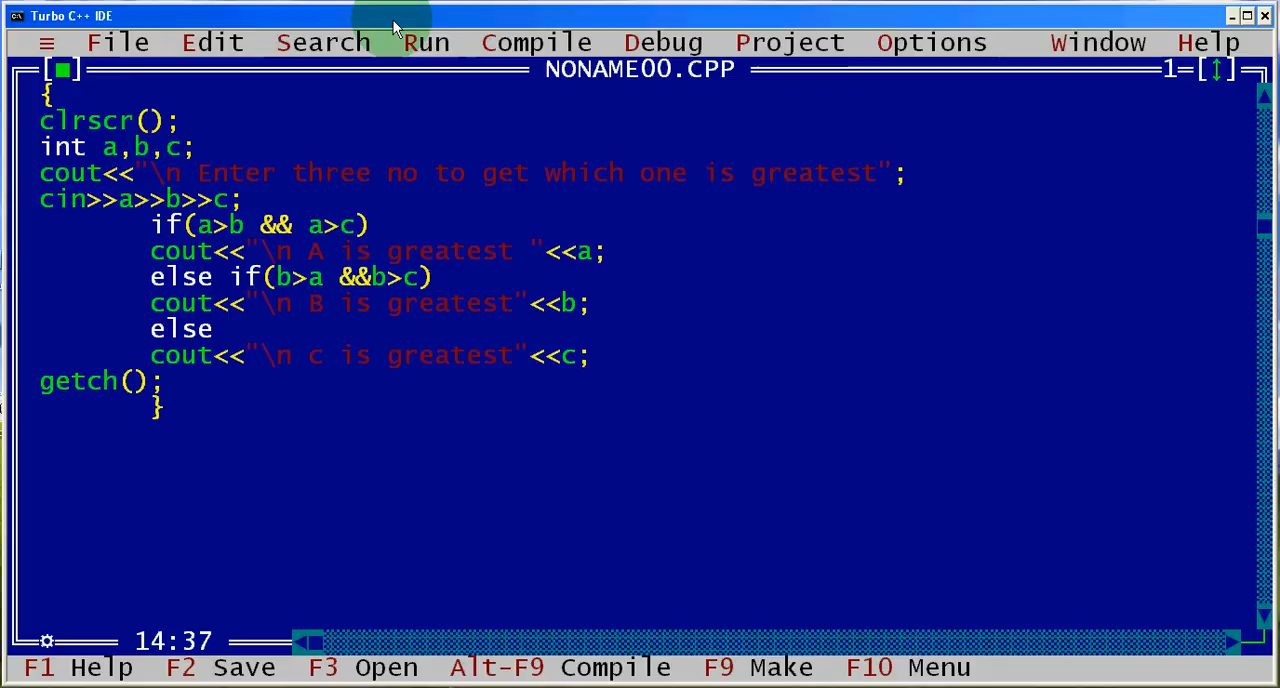 Turbo C++ IDE
≡ File Edit Search Run Compile Debug Project Options Window Help
[■] NONAME00.CPP 1=[↕]
{
clrscr();
int a,b,c;
cout<<"\n Enter three no to get which one is greatest";
cin>>a>>b>>c;
if(a>b && a>c)
cout<<"\n A is greatest "<<a;
else if(b>a &&b>c)
cout<<"\n B is greatest"<<b;
else
cout<<"\n c is greatest"<<c;
getch();
}
14:37
F1 Help F2 Save F3 Open Alt-F9 Compile F9 Make F10 Menu